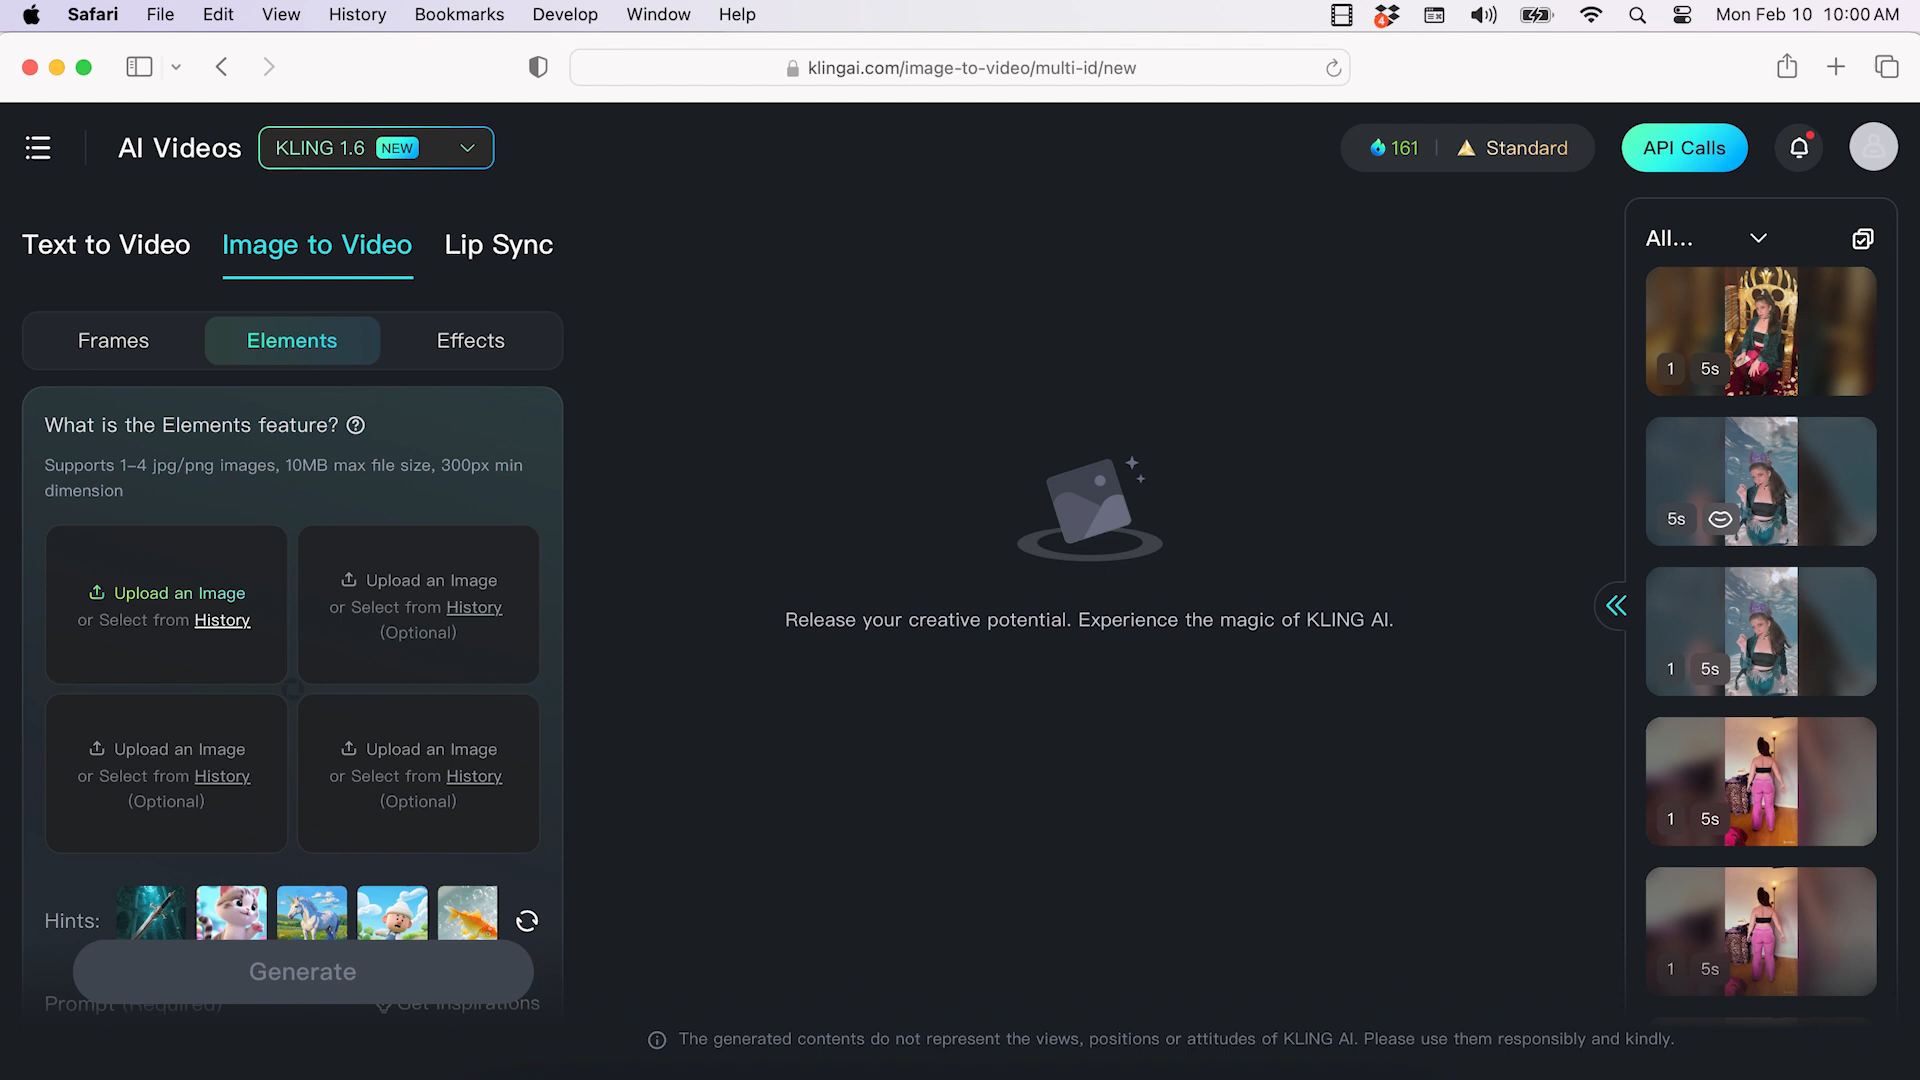 Safari File Edit View History Bookmarks Develop Window Help 4 Mon Feb 10 10:00 AM
klingai.com/image-to-video/multi-id/new
AI Videos KLING 1.6 NEW 161 Standard API Calls
Text to Video Image to Video Lip Sync
Frames Elements Effects
What is the Elements feature?
Supports 1–4 jpg/png images, 10MB max file size, 300px min
dimension
Upload an Image
or Select from History
Upload an Image
or Select from History
(Optional)
Upload an Image
or Select from History
(Optional)
Upload an Image
or Select from History
(Optional)
Hints:
Generate
Prompt (Required) Get Inspirations
Release your creative potential. Experience the magic of KLING AI.
All...
1 5s
5s
1 5s
1 5s
1 5s
The generated contents do not represent the views, positions or attitudes of KLING AI. Please use them responsibly and kindly.